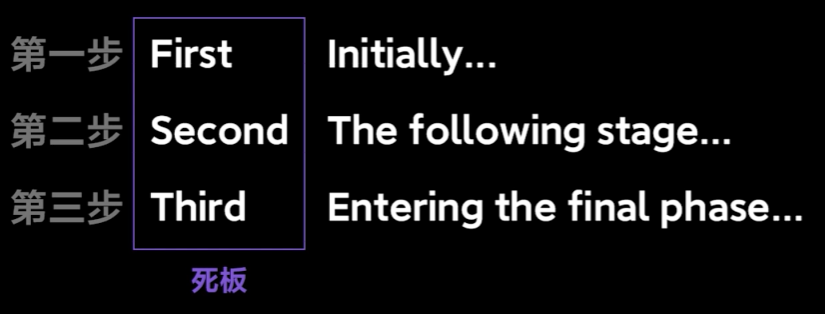 第一步 First Initially...
第二步 Second The following stage...
第三步 Third Entering the final phase...
死板